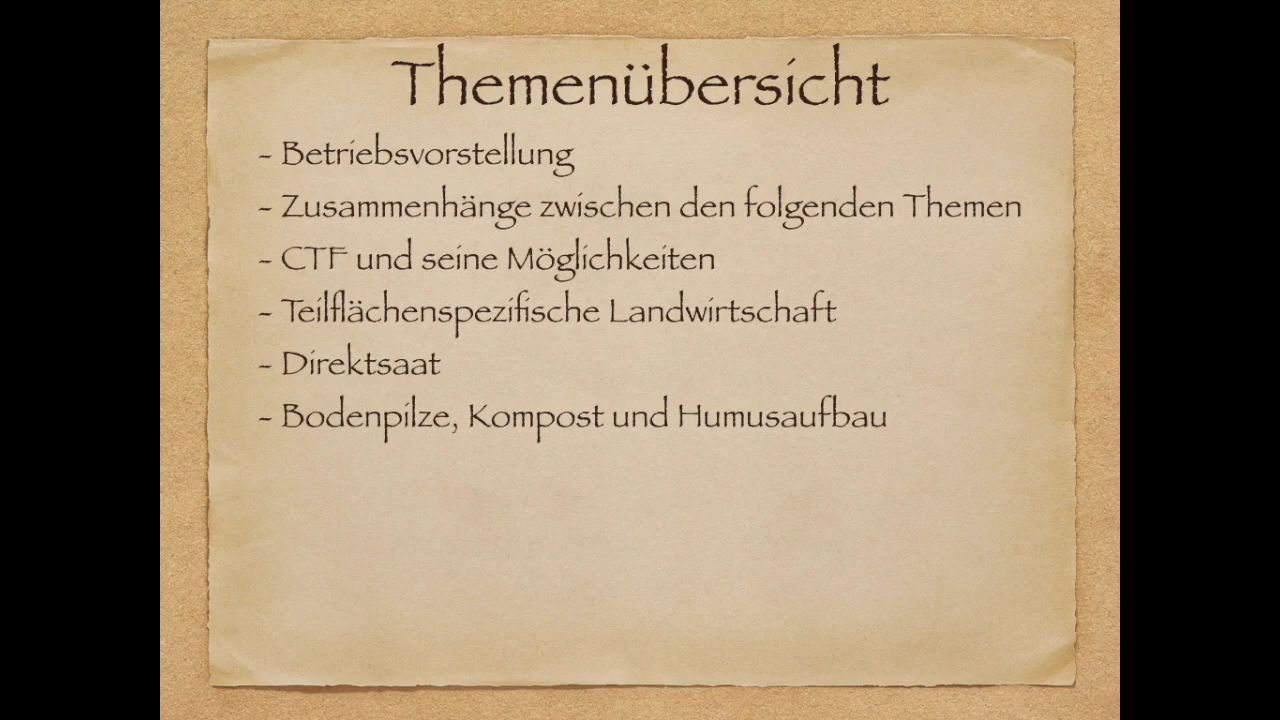 Themenübersicht
- Betriebsvorstellung
- Zusammenhänge zwischen den folgenden Themen
- CTF und seine Möglichkeiten
- Teilflächenspezifische Landwirtschaft
- Direktsaat
- Bodenpilze, Kompost und Humusaufbau